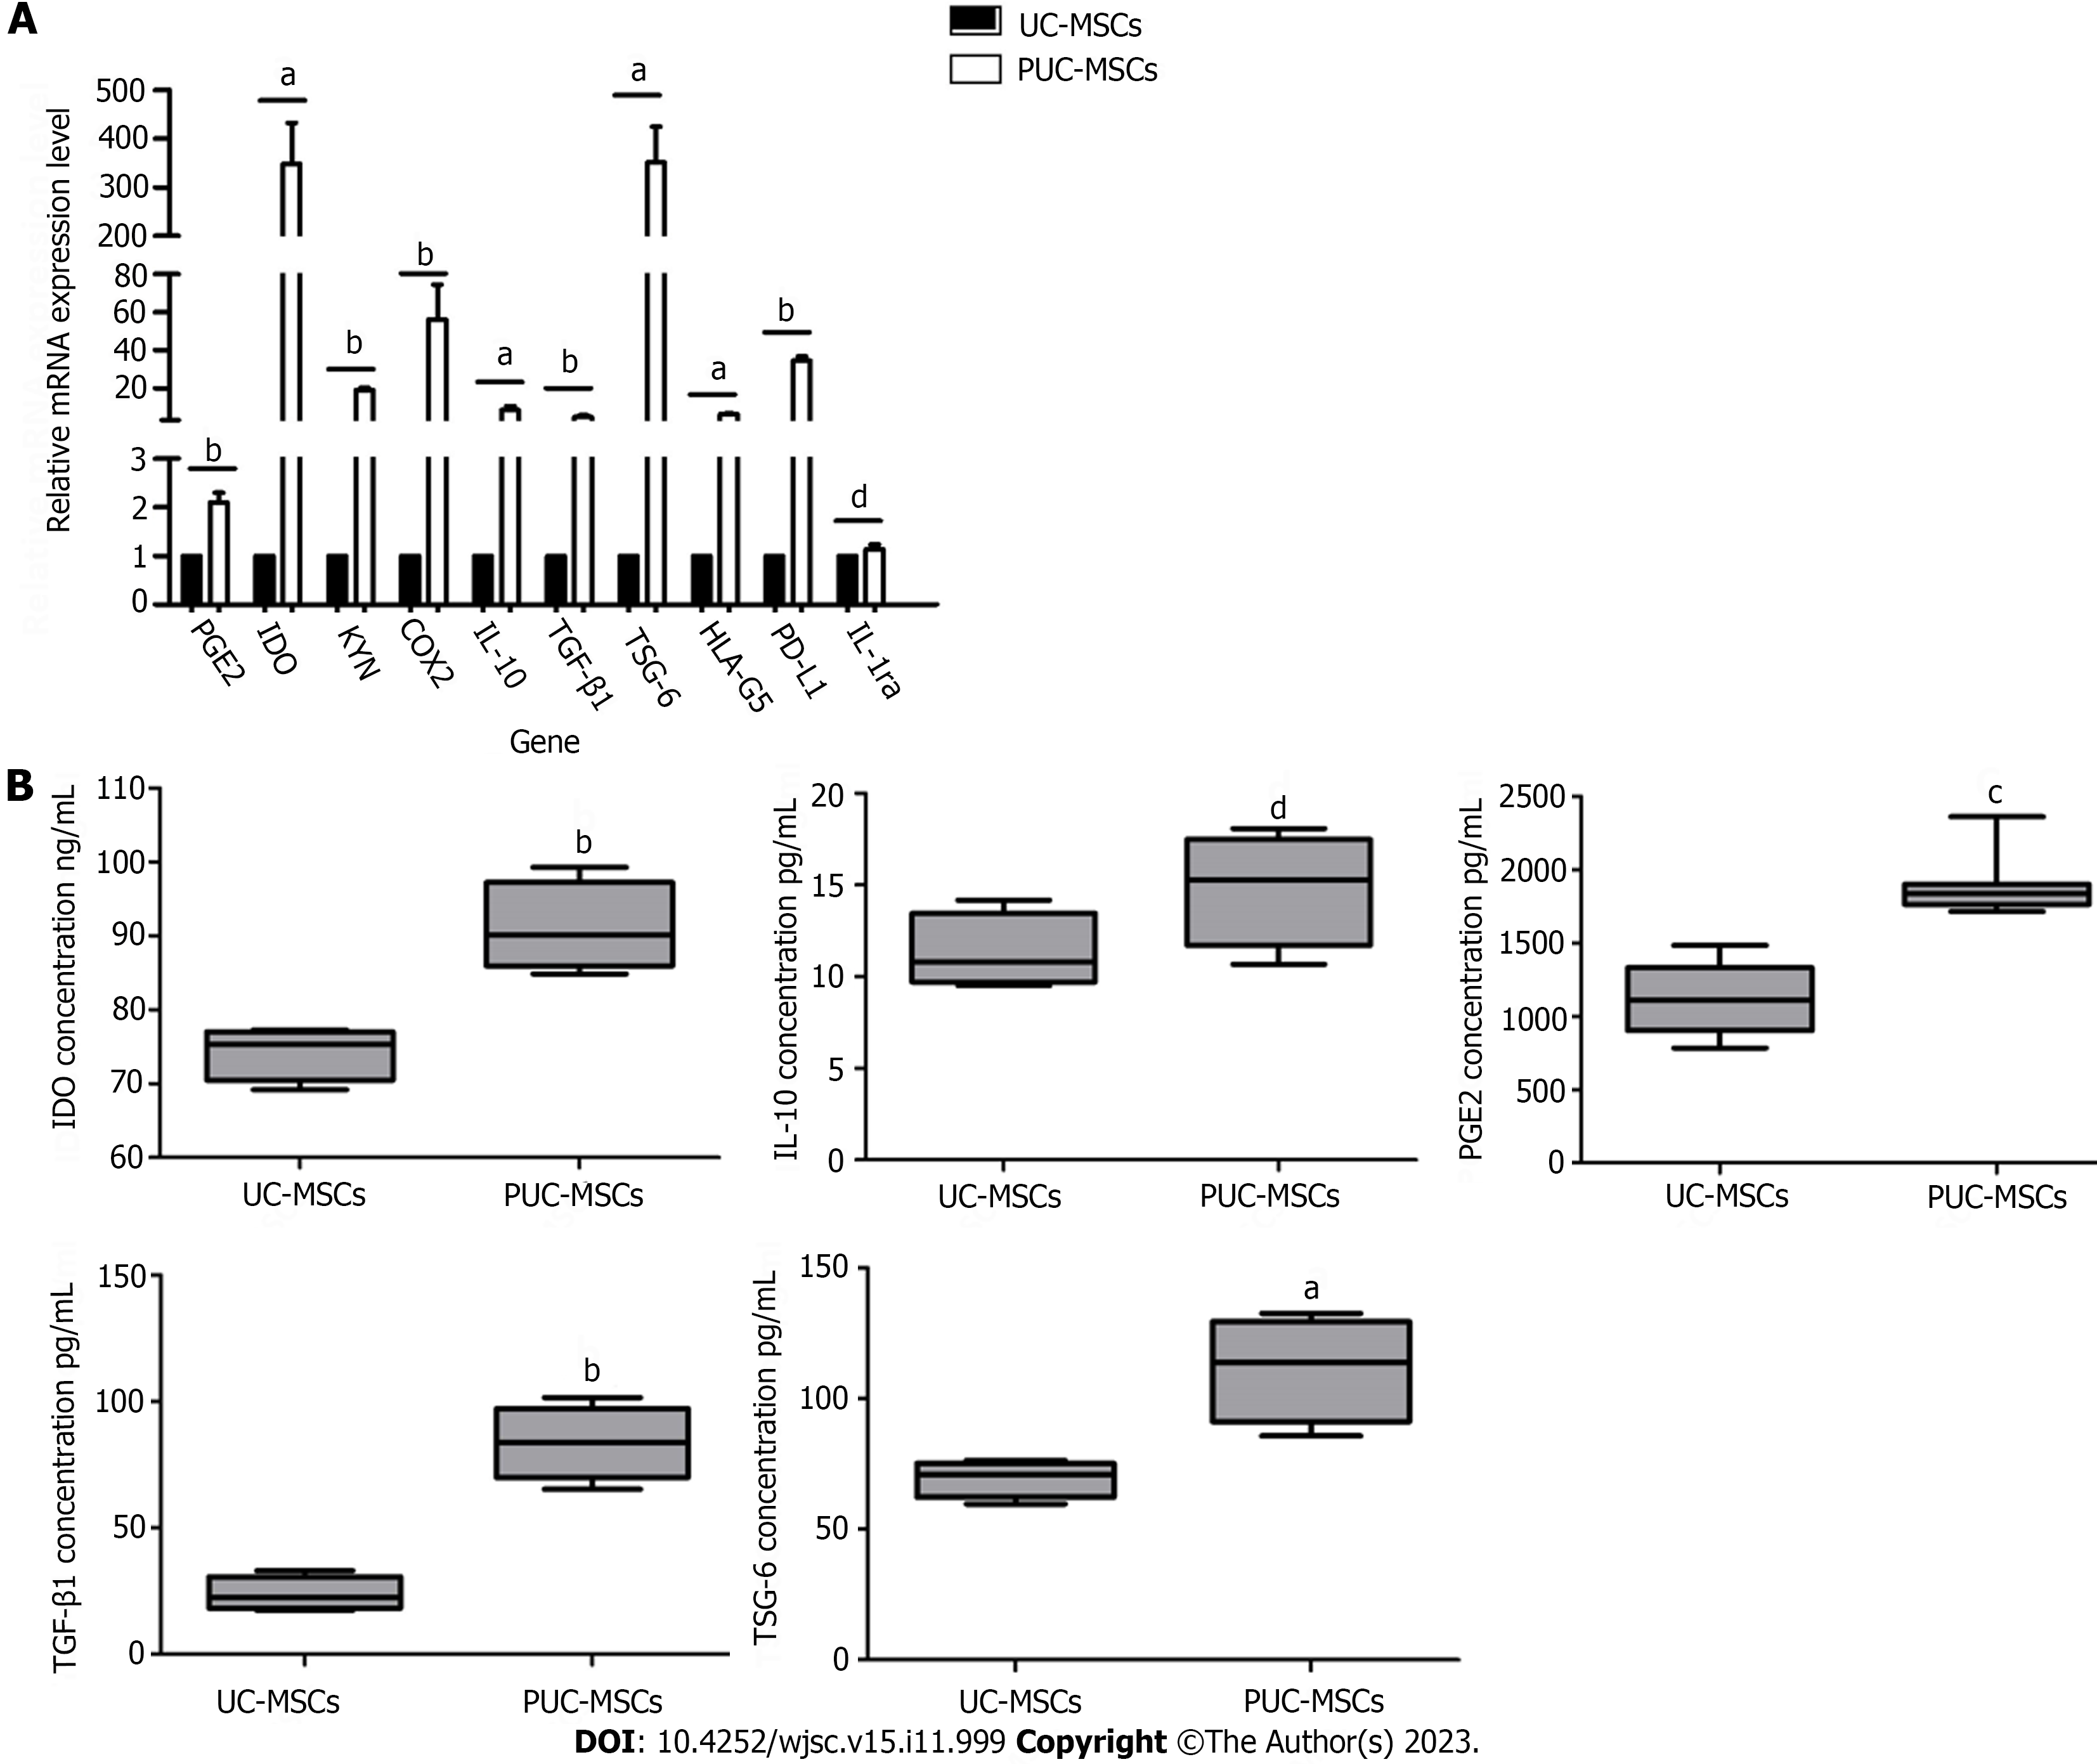 A
UC-MSCs
PUC-MSCs
Relative mRNA expression level
500
400
300
200
80
60
40
20
3
2
1
0
b
a
b
b
a
b
a
a
b
d
PGE2
IDO
KYN
COX2
IL-10
TGF-β1
TSG-6
HLA-G5
PD-L1
IL-1ra
Gene
B
IDO concentration ng/mL
110
100
90
80
70
60
b
UC-MSCs
PUC-MSCs
IL-10 concentration pg/mL
20
15
10
5
0
d
UC-MSCs
PUC-MSCs
PGE2 concentration pg/mL
2500
2000
1500
1000
500
0
c
UC-MSCs
PUC-MSCs
TGF-β1 concentration pg/mL
150
100
50
0
b
UC-MSCs
PUC-MSCs
TSG-6 concentration pg/mL
150
100
50
0
a
UC-MSCs
PUC-MSCs
DOI: 10.4252/wjsc.v15.i11.999 Copyright ©The Author(s) 2023.